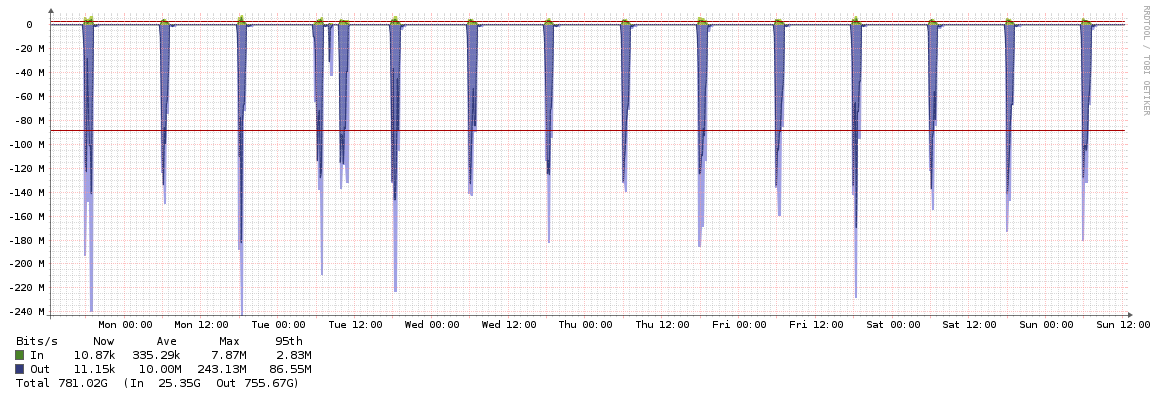 RRDTOOL / TOBI OETIKER
0
-20 M
-40 M
-60 M
-80 M
-100 M
-120 M
-140 M
-160 M
-180 M
-200 M
-220 M
-240 M
Mon 00:00 Mon 12:00 Tue 00:00 Tue 12:00 Wed 00:00 Wed 12:00 Thu 00:00 Thu 12:00 Fri 00:00 Fri 12:00 Sat 00:00 Sat 12:00 Sun 00:00 Sun 12:00
Bits/s Now Ave Max 95th
In 10.87k 335.29k 7.87M 2.83M
Out 11.15k 10.00M 243.13M 86.55M
Total 781.02G (In 25.35G Out 755.67G)